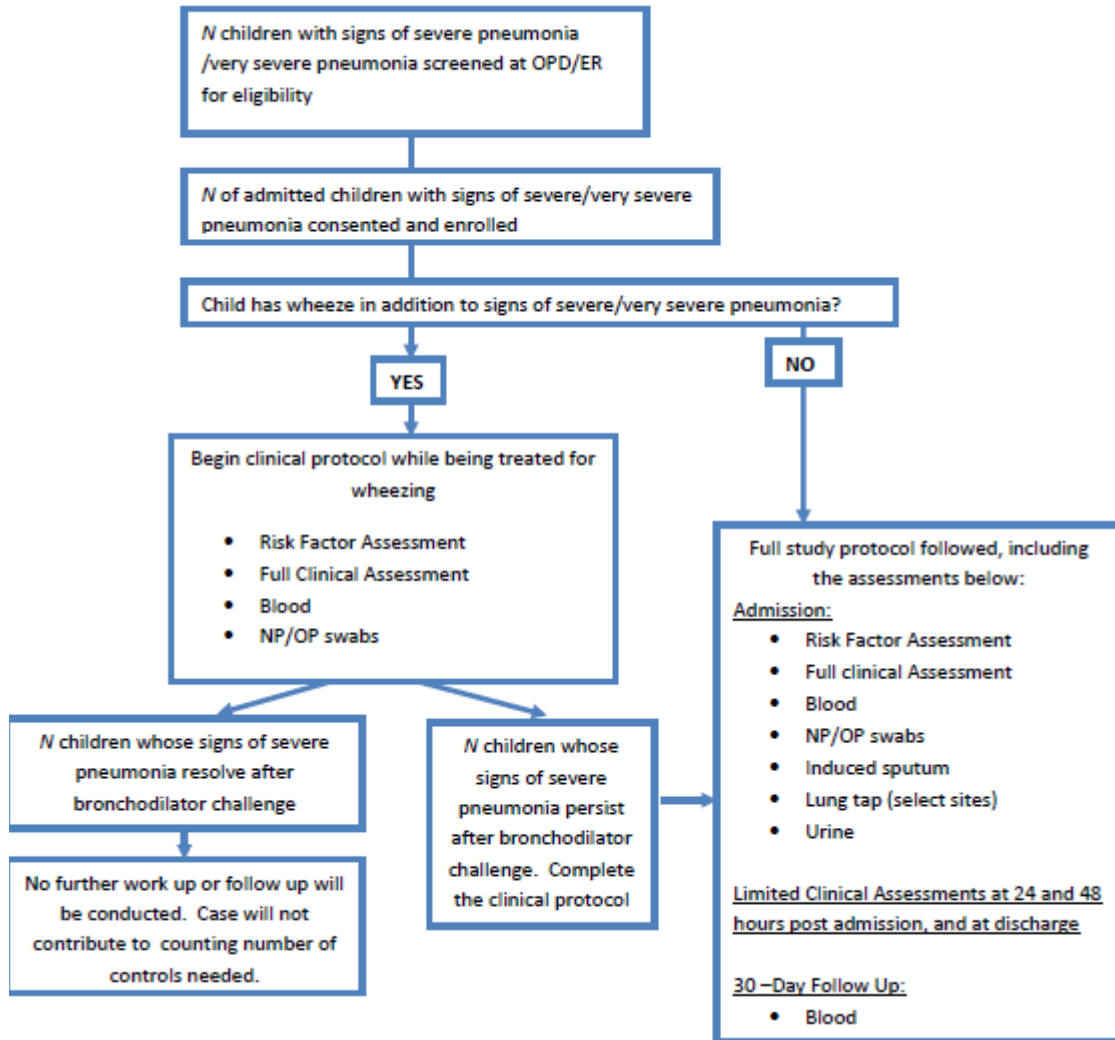 N children with signs of severe pneumonia
/very severe pneumonia screened at OPD/ER
for eligibility
N of admitted children with signs of severe/very severe
pneumonia consented and enrolled
Child has wheeze in addition to signs of severe/very severe pneumonia?
YES
NO
Begin clinical protocol while being treated for
wheezing
• Risk Factor Assessment
• Full Clinical Assessment
• Blood
• NP/OP swabs
N children whose signs of severe
pneumonia resolve after
bronchodilator challenge
No further work up or follow up will
be conducted. Case will not
contribute to counting number of
controls needed.
N children whose
signs of severe
pneumonia persist
after bronchodilator
challenge. Complete
the clinical protocol
Full study protocol followed, including
the assessments below:
Admission:
• Risk Factor Assessment
• Full clinical Assessment
• Blood
• NP/OP swabs
• Induced sputum
• Lung tap (select sites)
• Urine
Limited Clinical Assessments at 24 and 48
hours post admission, and at discharge
30 –Day Follow Up:
• Blood